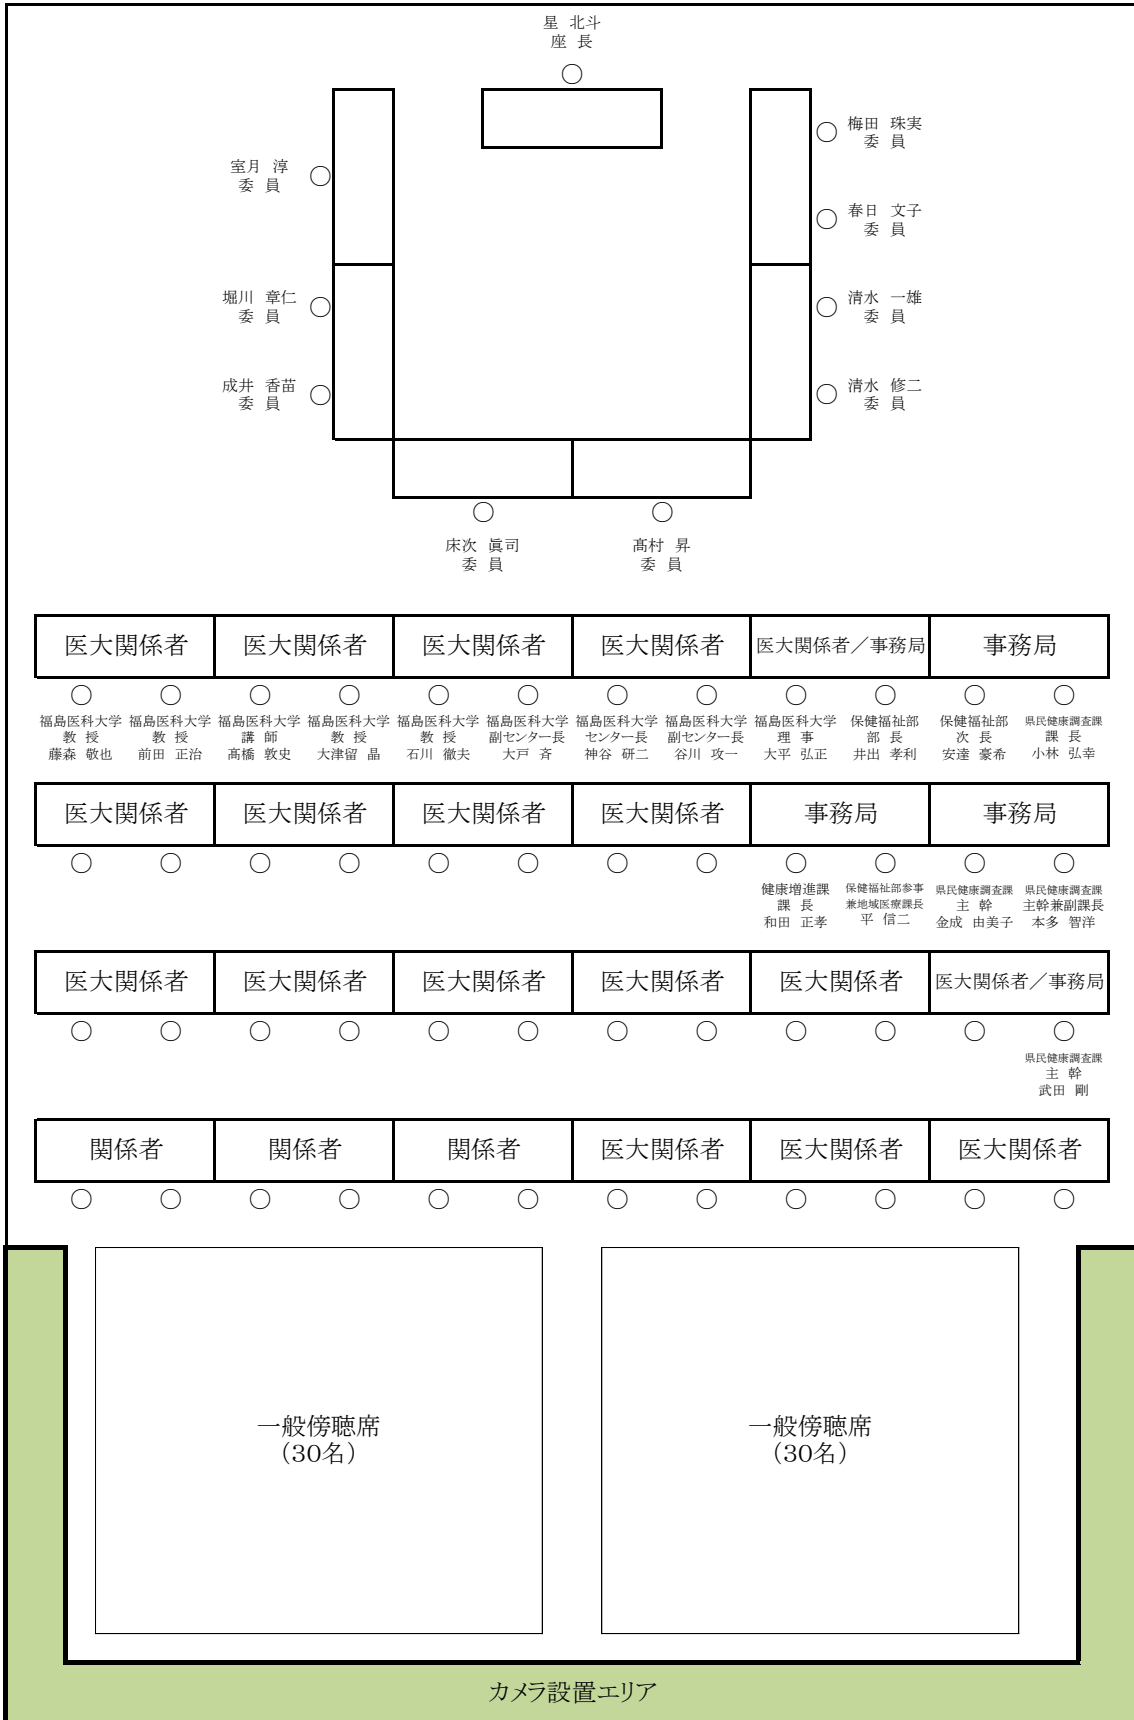 星 北斗
座 長
梅田 珠実
委 員
室月 淳
委 員
春日 文子
委 員
堀川 章仁
委 員
清水 一雄
委 員
成井 香苗
委 員
清水 修二
委 員
床次 眞司
委 員
髙村 昇
委 員
医大関係者 医大関係者 医大関係者 医大関係者 医大関係者／事務局 事務局
福島医科大学
教 授
藤森 敬也
福島医科大学
教 授
前田 正治
福島医科大学
講 師
髙橋 敦史
福島医科大学
教 授
大津留 晶
福島医科大学
教 授
石川 徹夫
福島医科大学
副センター長
大戸 斉
福島医科大学
センター長
神谷 研二
福島医科大学
副センター長
谷川 攻一
福島医科大学
理 事
大平 弘正
保健福祉部
部 長
井出 孝利
保健福祉部
次 長
安達 豪希
県民健康調査課
課 長
小林 弘幸
医大関係者 医大関係者 医大関係者 医大関係者 事務局 事務局
健康増進課
課 長
和田 正孝
保健福祉部参事
兼地域医療課長
平 信二
県民健康調査課
主 幹
金成 由美子
県民健康調査課
主幹兼副課長
本多 智洋
医大関係者 医大関係者 医大関係者 医大関係者 医大関係者 医大関係者／事務局
県民健康調査課
主 幹
武田 剛
関係者 関係者 関係者 医大関係者 医大関係者 医大関係者
一般傍聴席
（30名）
一般傍聴席
（30名）
カメラ設置エリア